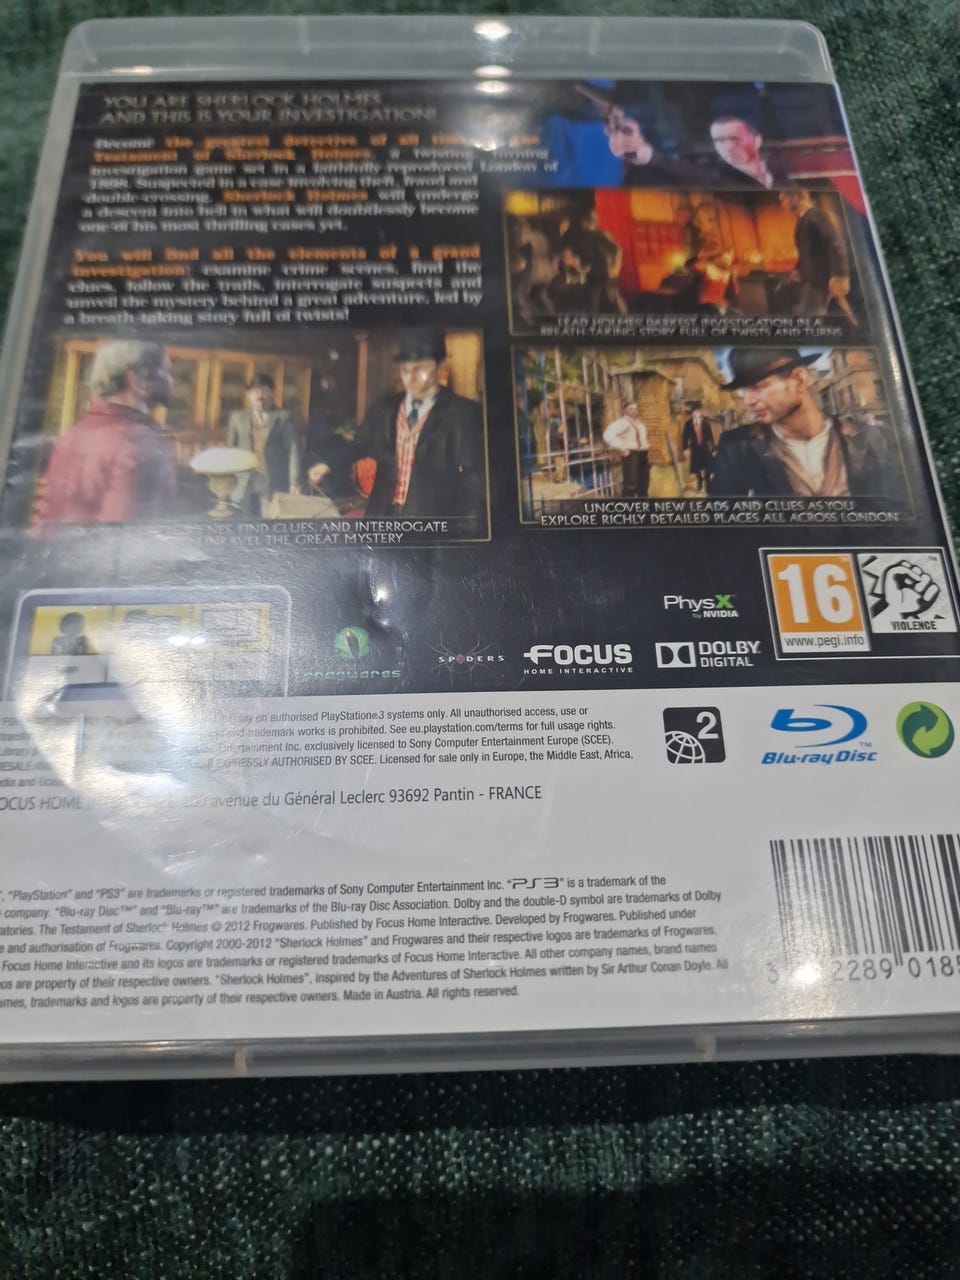 YOU ARE SHERLOCK HOLMES
AND THIS IS YOUR INVESTIGATION!
Become the greatest detective of all
Testament of Sherlock Holmes, a
investigation game set in a faithfully reproduced London of
1898. Suspected in a case involving theft, fraud and
double-crossing, Sherlock Holmes will undergo
a descent into hell in what will doubtlessly become
one of his most thrilling cases yet.
You will find all the elements of a grand
investigation: examine crime scenes, find the
clues, follow the trails, interrogate suspects and
unveil the mystery behind a great adventure, led by
a breath-taking story full of twists!
LEAD HOLMES' DARKEST INVESTIGATION IN A
BREATH-TAKING STORY FULL OF TWISTS AND TURNS
FIND CLUES, AND INTERROGATE
THE GREAT MYSTERY
UNCOVER NEW LEADS AND CLUES AS YOU
EXPLORE RICHLY DETAILED PLACES ALL ACROSS LONDON
16
www.pegi.info
VIOLENCE
PhysX
by NVIDIA
frogwares
SPIDERS
FOCUS
HOME INTERACTIVE
DOLBY
DIGITAL
play on authorised PlayStation®3 systems only. All unauthorised access, use or
and trademark works is prohibited. See eu.playstation.com/terms for full usage rights.
Library Entertainment Inc. exclusively licensed to Sony Computer Entertainment Europe (SCEE).
EXPRESSLY AUTHORISED BY SCEE. Licensed for sale only in Europe, the Middle East, Africa,
2
Blu-ray Disc™
FOCUS HOME avenue du Général Leclerc 93692 Pantin - FRANCE
"PlayStation" and "PS3" are trademarks or registered trademarks of Sony Computer Entertainment Inc. "PS3" is a trademark of the
company. "Blu-ray Disc™" and "Blu-ray™" are trademarks of the Blu-ray Disc Association. Dolby and the double-D symbol are trademarks of Dolby
The Testament of Sherlock Holmes © 2012 Frogwares. Published by Focus Home Interactive. Developed by Frogwares. Published under
and authorisation of Frogwares. Copyright 2000-2012 "Sherlock Holmes" and Frogwares and their respective logos are trademarks of Frogwares.
Focus Home Interactive and its logos are trademarks or registered trademarks of Focus Home Interactive. All other company names, brand names
are property of their respective owners. "Sherlock Holmes", inspired by the Adventures of Sherlock Holmes written by Sir Arthur Conan Doyle. All
trademarks and logos are property of their respective owners. Made in Austria. All rights reserved.
3 2289 018